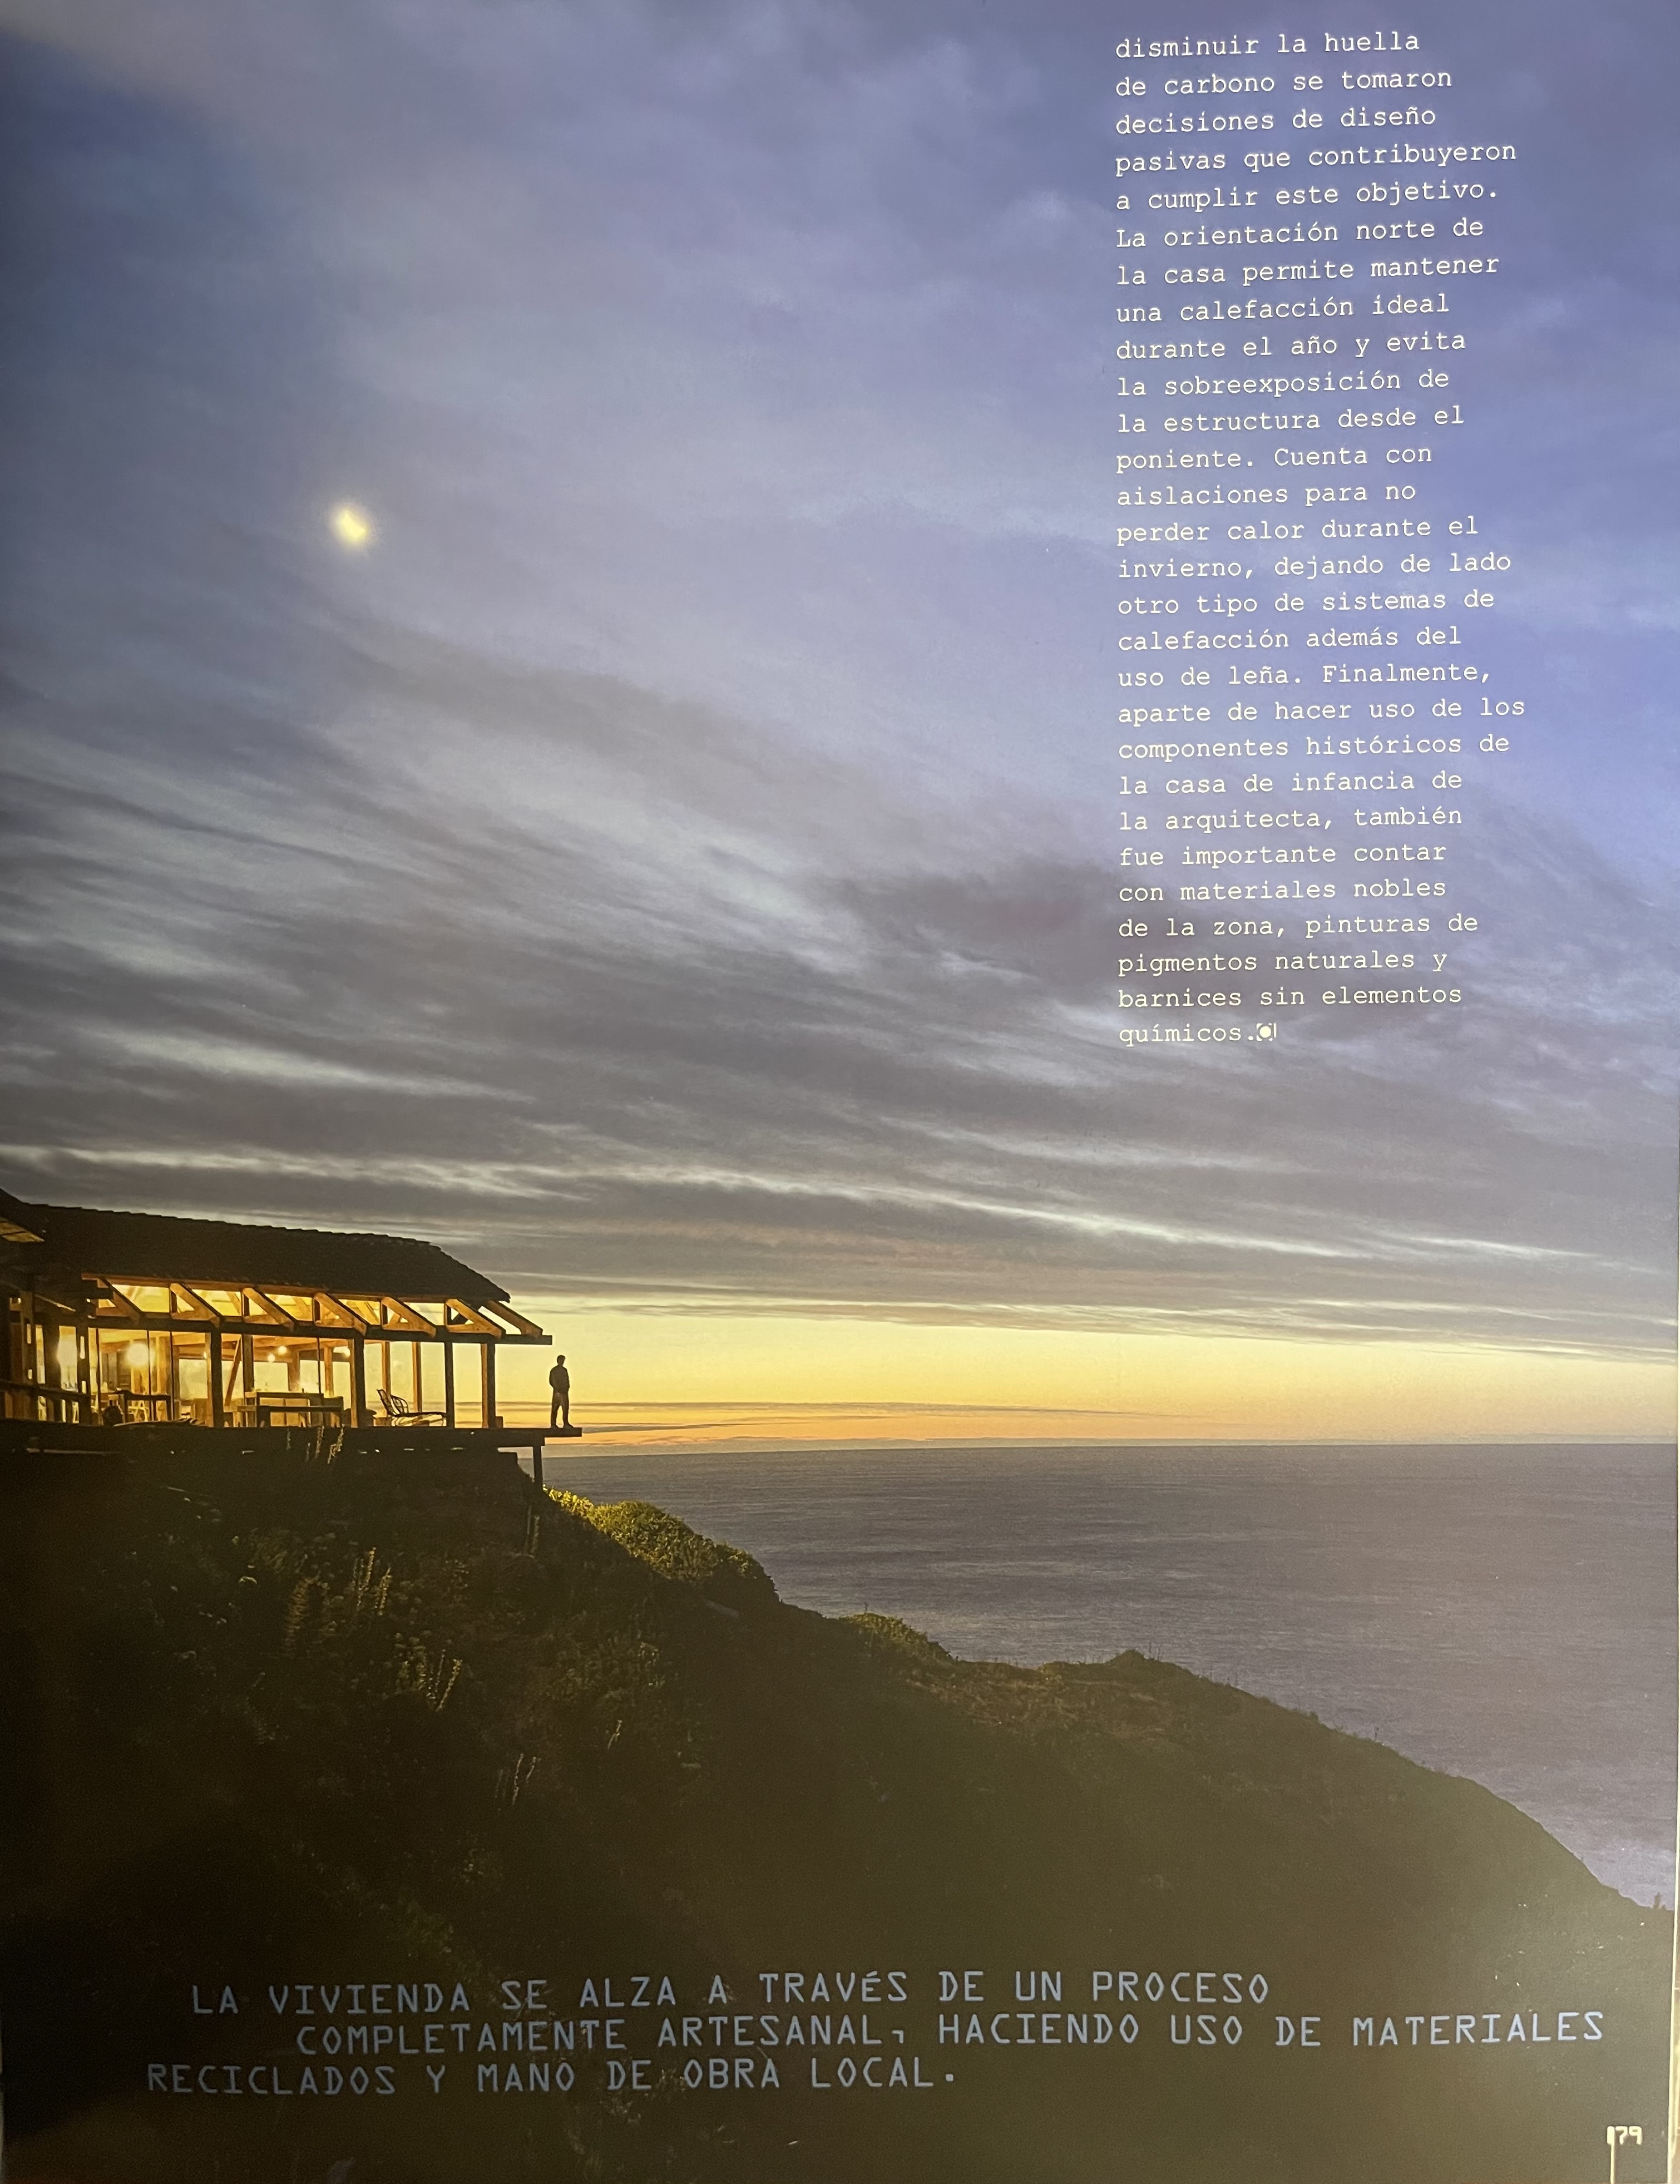 disminuir la huella
de carbono se tomaron
decisiones de diseño
pasivas que contribuyeron
a cumplir este objetivo.
La orientación norte de
la casa permite mantener
una calefacción ideal
durante el año y evita
la sobreexposición de
la estructura desde el
poniente. Cuenta con
aislaciones para no
perder calor durante el
invierno, dejando de lado
otro tipo de sistemas de
calefacción además del
uso de leña. Finalmente,
aparte de hacer uso de los
componentes históricos de
la casa de infancia de
la arquitecta, también
fue importante contar
con materiales nobles
de la zona, pinturas de
pigmentos naturales y
barnices sin elementos
químicos.
LA VIVIENDA SE ALZA A TRAVÉS DE UN PROCESO
COMPLETAMENTE ARTESANAL, HACIENDO USO DE MATERIALES
RECICLADOS Y MANO DE OBRA LOCAL.
179